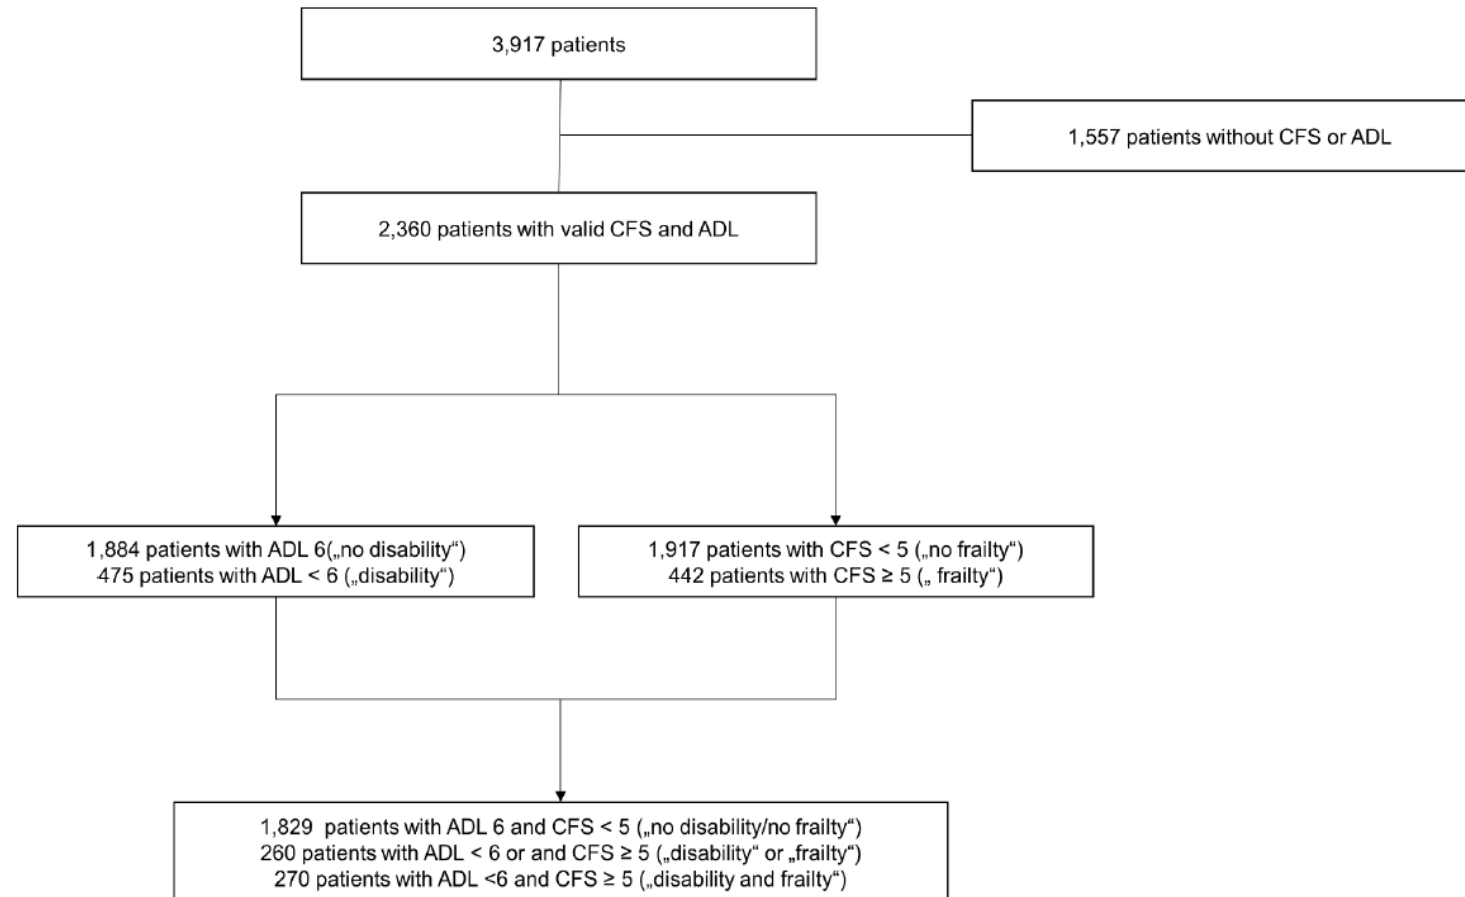 3,917 patients
1,557 patients without CFS or ADL
2,360 patients with valid CFS and ADL
1,884 patients with ADL 6(„no disability“)
475 patients with ADL < 6 („disability“)
1,917 patients with CFS < 5 („no frailty“)
442 patients with CFS ≥ 5 („ frailty“)
1,829 patients with ADL 6 and CFS < 5 („no disability/no frailty“)
260 patients with ADL < 6 or and CFS ≥ 5 („disability“ or „frailty“)
270 patients with ADL <6 and CFS ≥ 5 („disability and frailty“)